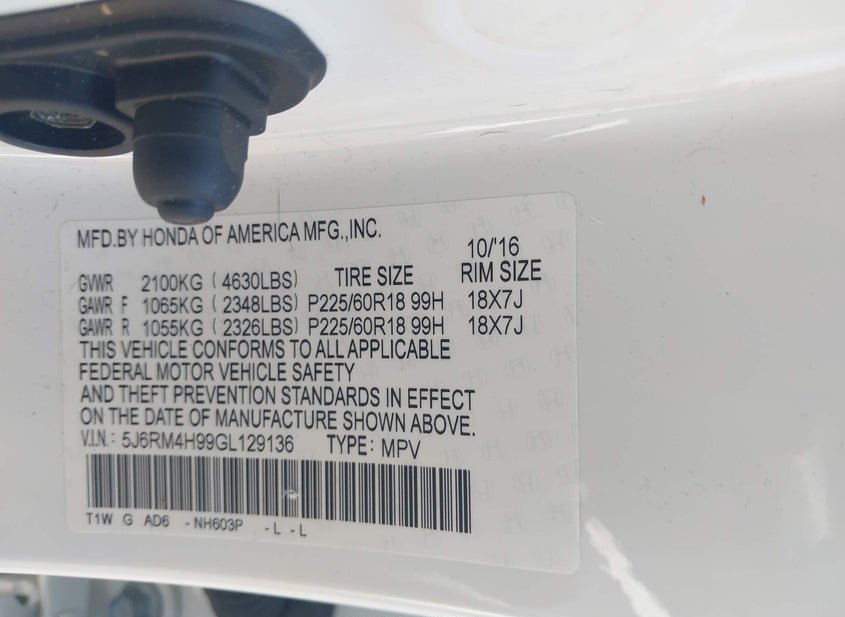 MFD.BY HONDA OF AMERICA MFG.,INC.
10/'16
GVWR 2100KG (4630LBS) TIRE SIZE RIM SIZE
GAWR F 1065KG (2348LBS) P225/60R18 99H 18X7J
GAWR R 1055KG (2326LBS) P225/60R18 99H 18X7J
THIS VEHICLE CONFORMS TO ALL APPLICABLE
FEDERAL MOTOR VEHICLE SAFETY
AND THEFT PREVENTION STANDARDS IN EFFECT
ON THE DATE OF MANUFACTURE SHOWN ABOVE.
V.I.N.: 5J6RM4H99GL129136 TYPE: MPV
T1W G AD6 -NH603P -L -L